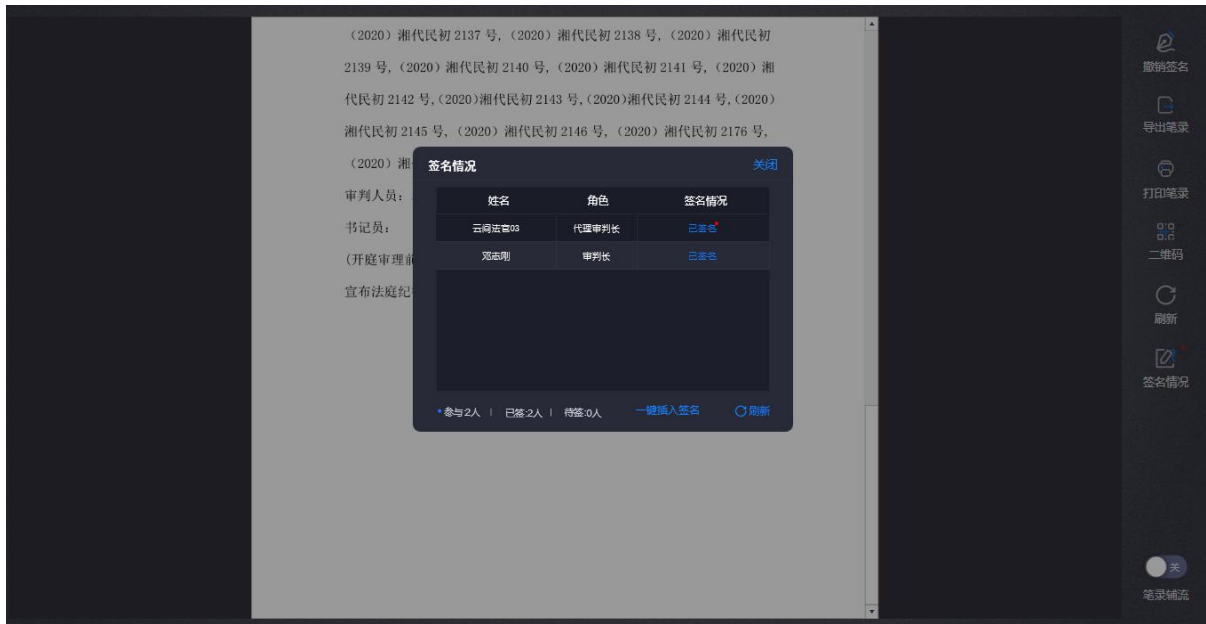 （2020）湘代民初 2137 号，（2020）湘代民初 2138 号，（2020）湘代民初
2139 号，（2020）湘代民初 2140 号，（2020）湘代民初 2141 号，（2020）湘
代民初 2142 号，（2020）湘代民初 2143 号，（2020）湘代民初 2144 号，（2020）
湘代民初 2145 号，（2020）湘代民初 2146 号，（2020）湘代民初 2176 号，
（2020）湘
审判人员：
书记员：
(开庭审理前
宣布法庭纪
签名情况 关闭
姓名 角色 签名情况
云间法官03 代理审判长 已签名
邓志刚 审判长 已签名
参与2人 | 已签:2人 | 待签:0人 一键插入签名 刷新
撤销签名
导出笔录
打印笔录
二维码
刷新
签名情况
关
笔录辅流